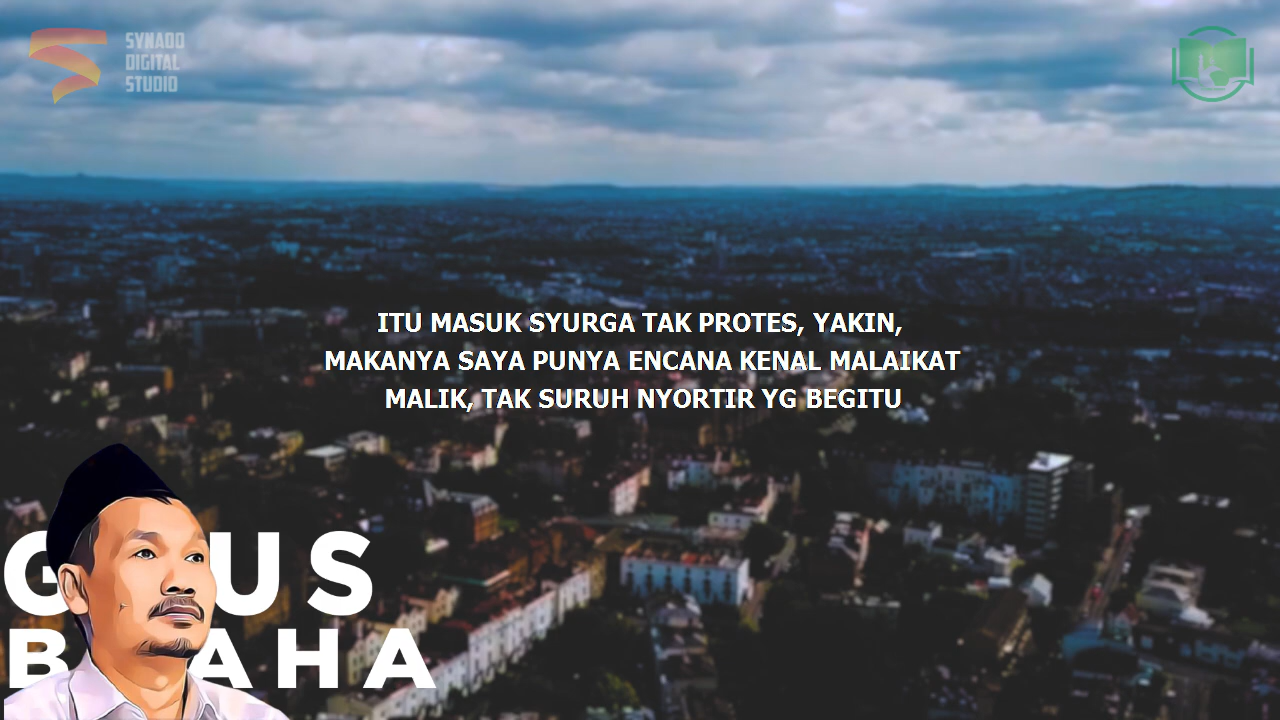 SYNADO
DIGITAL
STUDIO
ITU MASUK SYURGA TAK PROTES, YAKIN,
MAKANYA SAYA PUNYA ENCANA KENAL MALAIKAT
MALIK, TAK SURUH NYORTIR YG BEGITU
GUS
BAHA